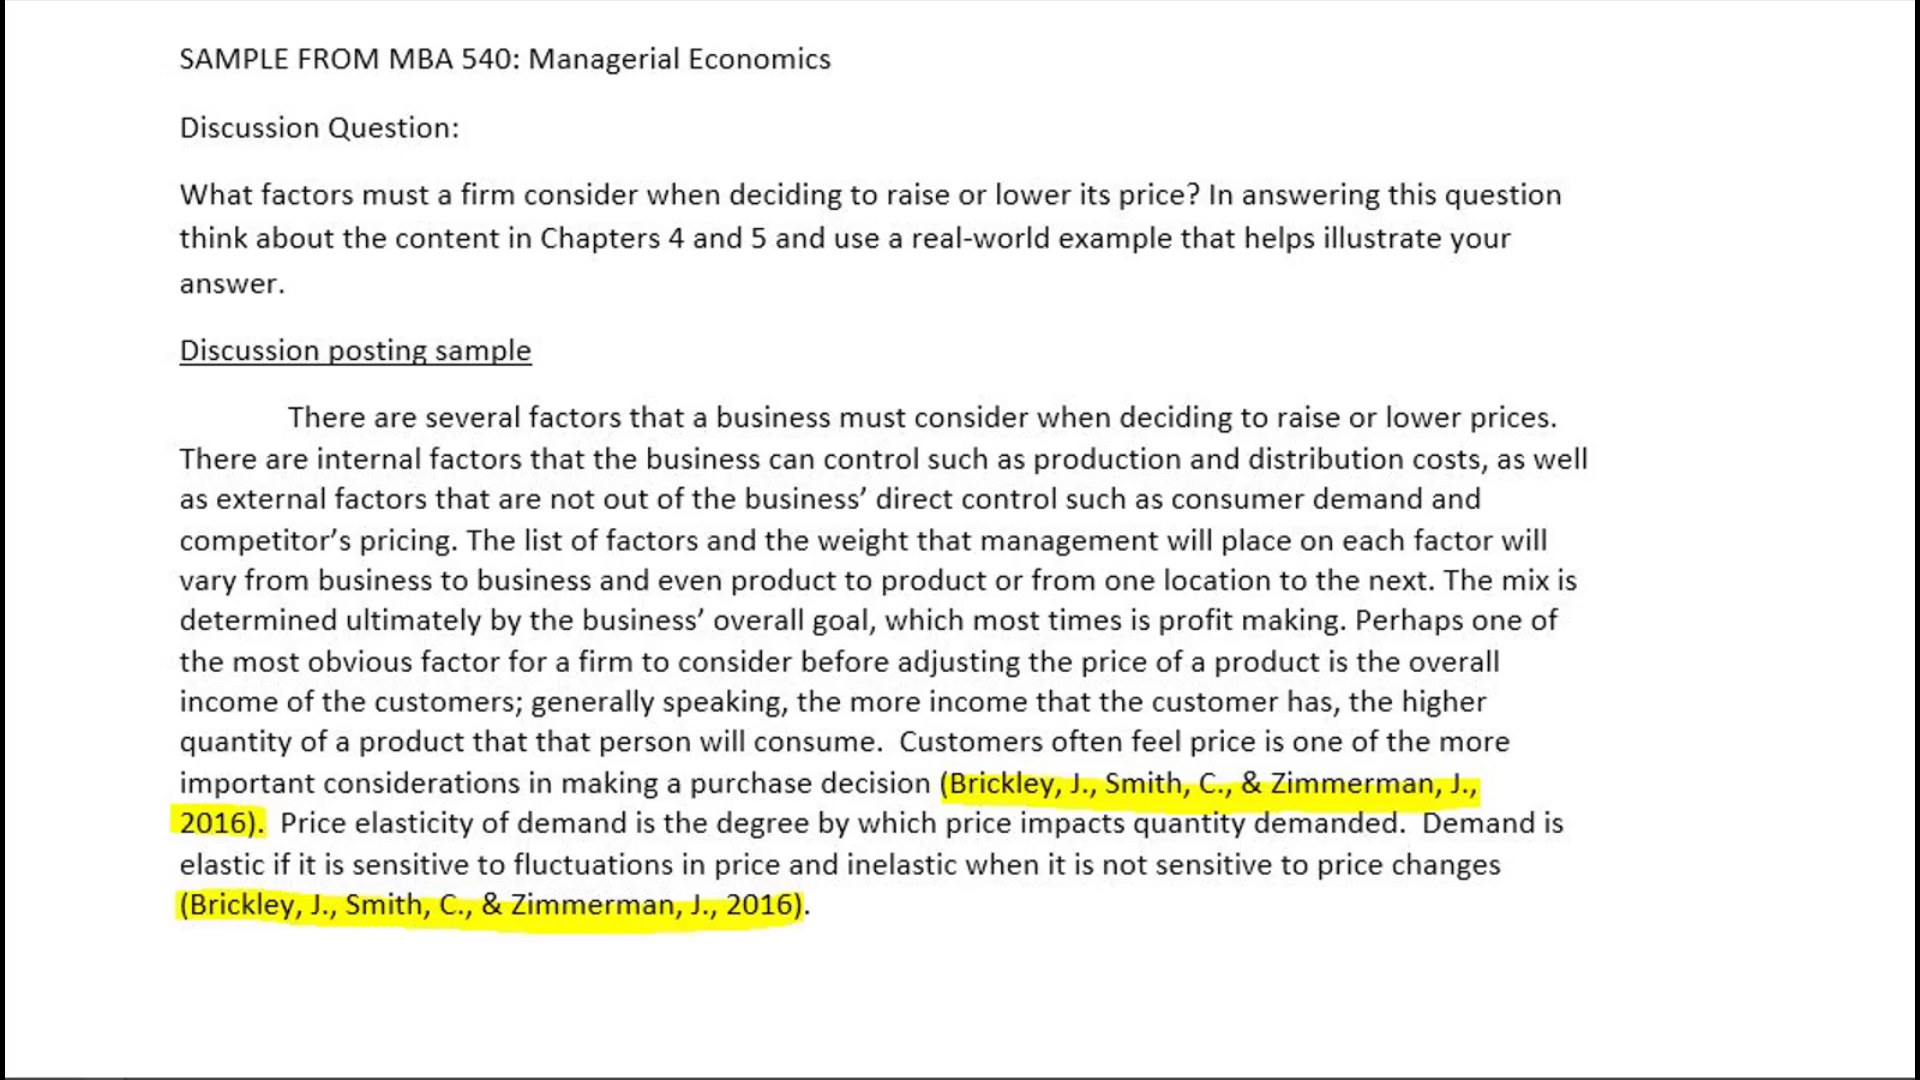 SAMPLE FROM MBA 540: Managerial Economics
Discussion Question:
What factors must a firm consider when deciding to raise or lower its price? In answering this question
think about the content in Chapters 4 and 5 and use a real-world example that helps illustrate your
answer.
Discussion posting sample
There are several factors that a business must consider when deciding to raise or lower prices.
There are internal factors that the business can control such as production and distribution costs, as well
as external factors that are not out of the business’ direct control such as consumer demand and
competitor’s pricing. The list of factors and the weight that management will place on each factor will
vary from business to business and even product to product or from one location to the next. The mix is
determined ultimately by the business’ overall goal, which most times is profit making. Perhaps one of
the most obvious factor for a firm to consider before adjusting the price of a product is the overall
income of the customers; generally speaking, the more income that the customer has, the higher
quantity of a product that that person will consume.  Customers often feel price is one of the more
important considerations in making a purchase decision (Brickley, J., Smith, C., & Zimmerman, J.,
2016).  Price elasticity of demand is the degree by which price impacts quantity demanded.  Demand is
elastic if it is sensitive to fluctuations in price and inelastic when it is not sensitive to price changes
(Brickley, J., Smith, C., & Zimmerman, J., 2016).